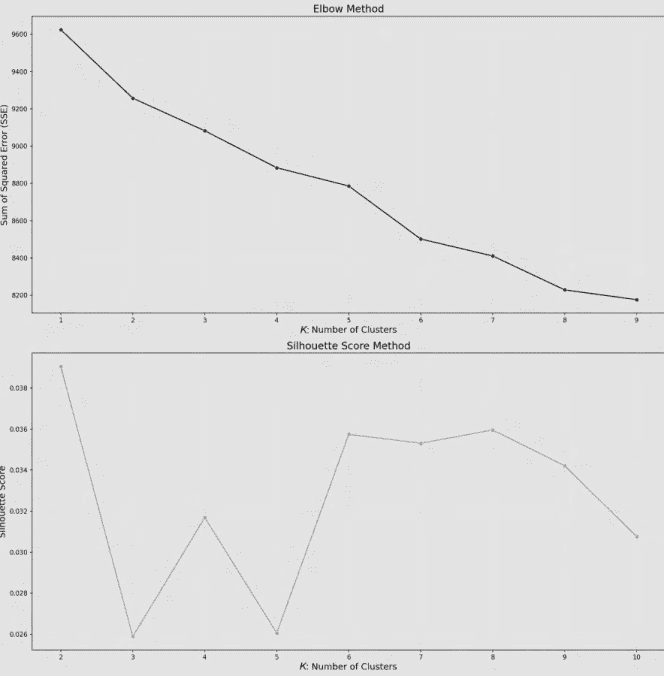 Elbow Method
9600
9400
9200
9000
8800
8600
8400
8200
Sum of Squared Error (SSE)
1 2 3 4 5 6 7 8 9
K: Number of Clusters
Silhouette Score Method
0.038
0.036
0.034
0.032
0.030
0.028
0.026
Silhouette Score
2 3 4 5 6 7 8 9 10
K: Number of Clusters